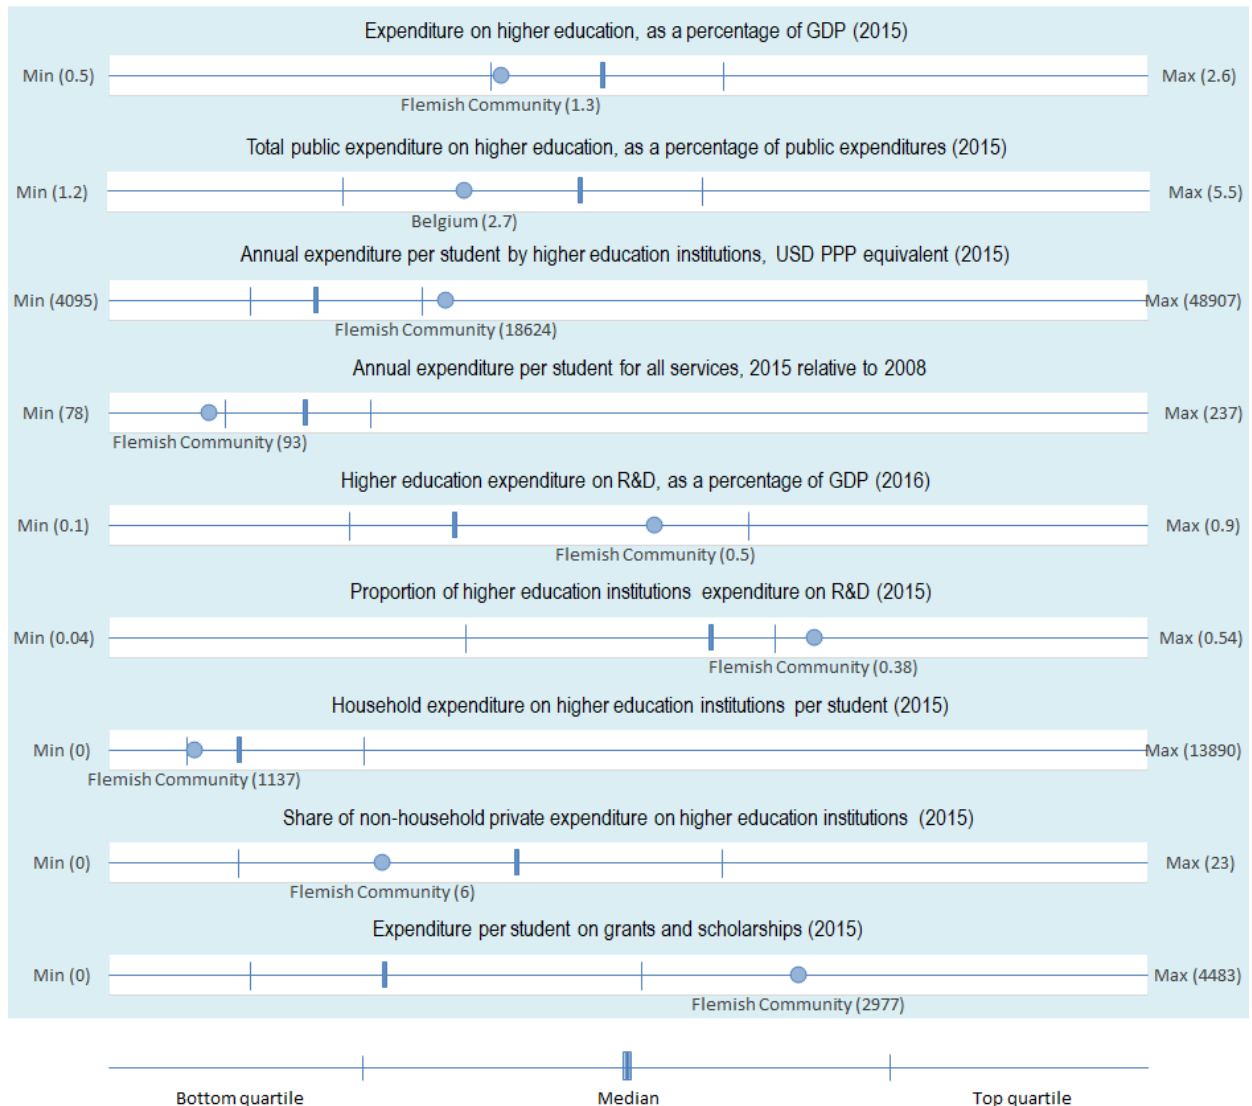 Expenditure on higher education, as a percentage of GDP (2015)
Min (0.5) Max (2.6)
Flemish Community (1.3)
Total public expenditure on higher education, as a percentage of public expenditures (2015)
Min (1.2) Max (5.5)
Belgium (2.7)
Annual expenditure per student by higher education institutions, USD PPP equivalent (2015)
Min (4095) Max (48907)
Flemish Community (18624)
Annual expenditure per student for all services, 2015 relative to 2008
Min (78) Max (237)
Flemish Community (93)
Higher education expenditure on R&D, as a percentage of GDP (2016)
Min (0.1) Max (0.9)
Flemish Community (0.5)
Proportion of higher education institutions expenditure on R&D (2015)
Min (0.04) Max (0.54)
Flemish Community (0.38)
Household expenditure on higher education institutions per student (2015)
Min (0) Max (13890)
Flemish Community (1137)
Share of non-household private expenditure on higher education institutions (2015)
Min (0) Max (23)
Flemish Community (6)
Expenditure per student on grants and scholarships (2015)
Min (0) Max (4483)
Flemish Community (2977)
Bottom quartile Median Top quartile